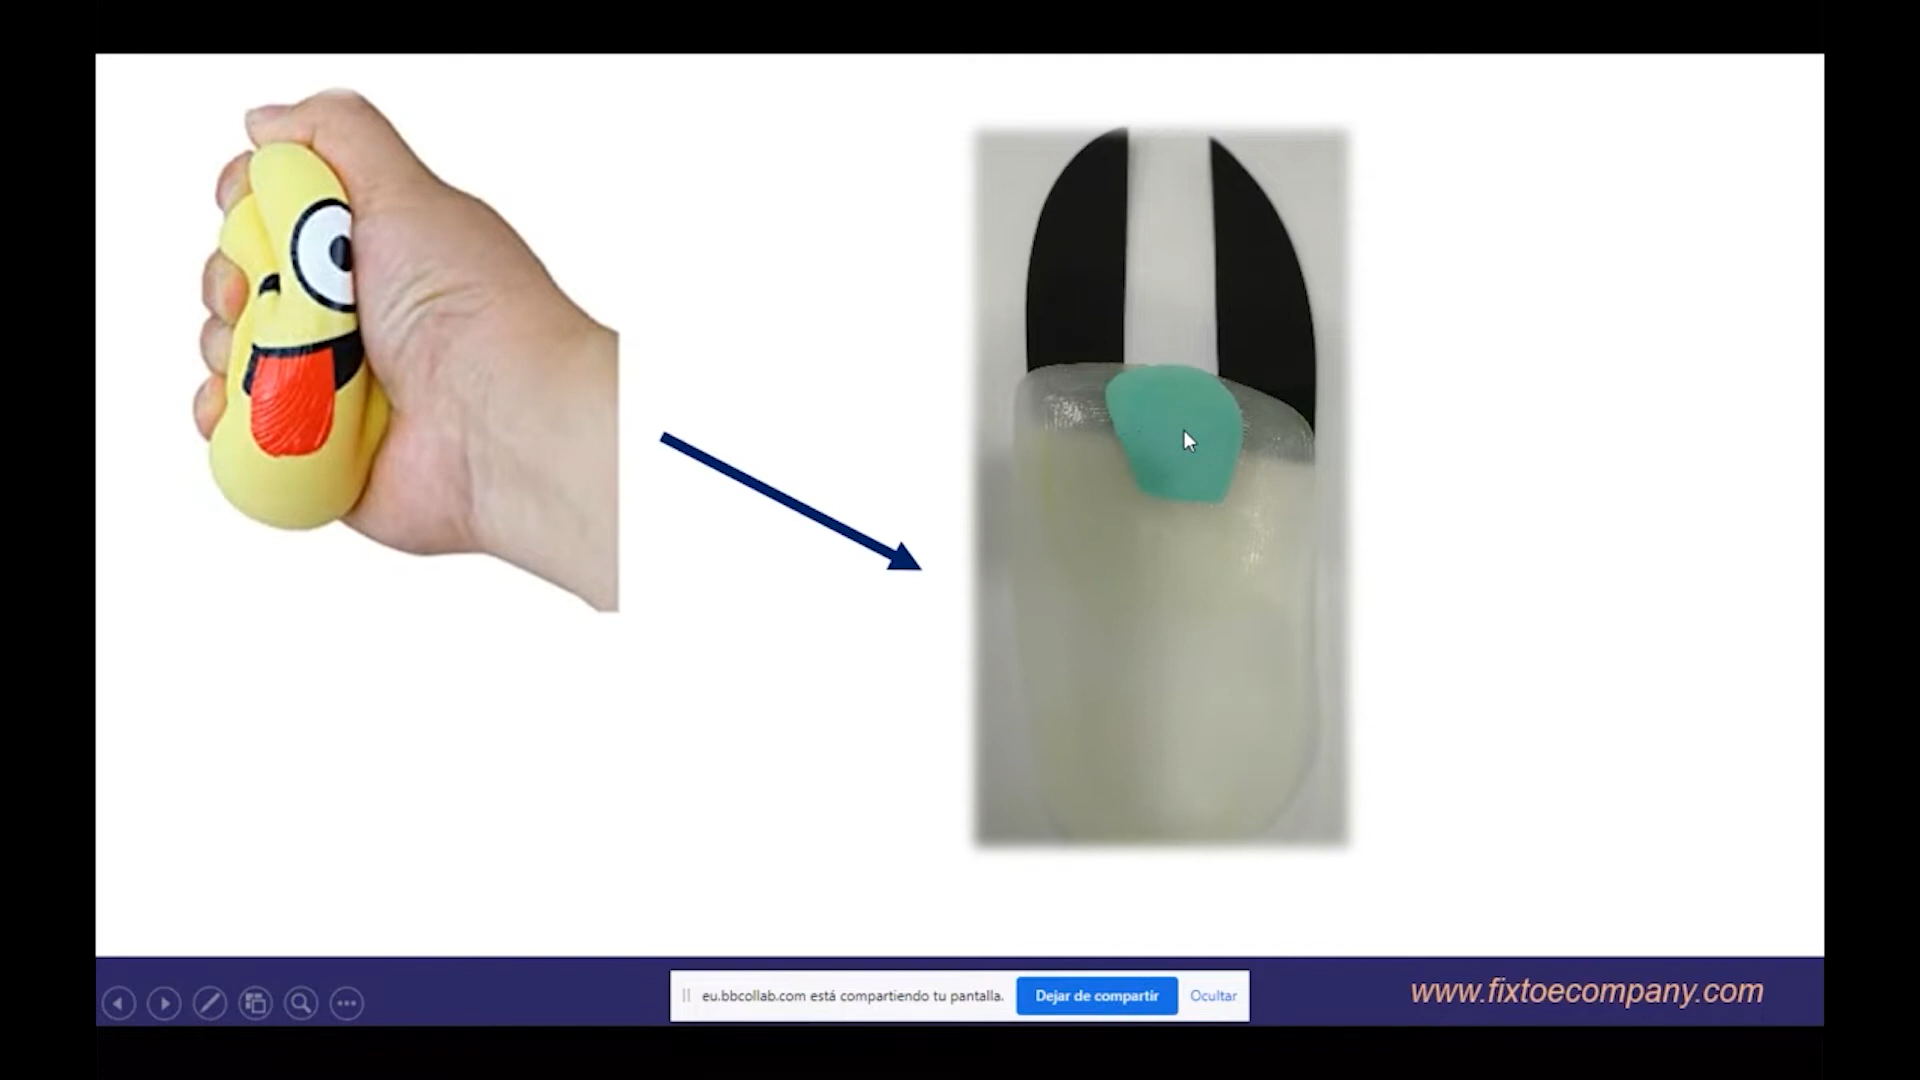 eu.bbcollab.com está compartiendo tu pantalla.
Dejar de compartir
Ocultar
www.fixtoecompany.com